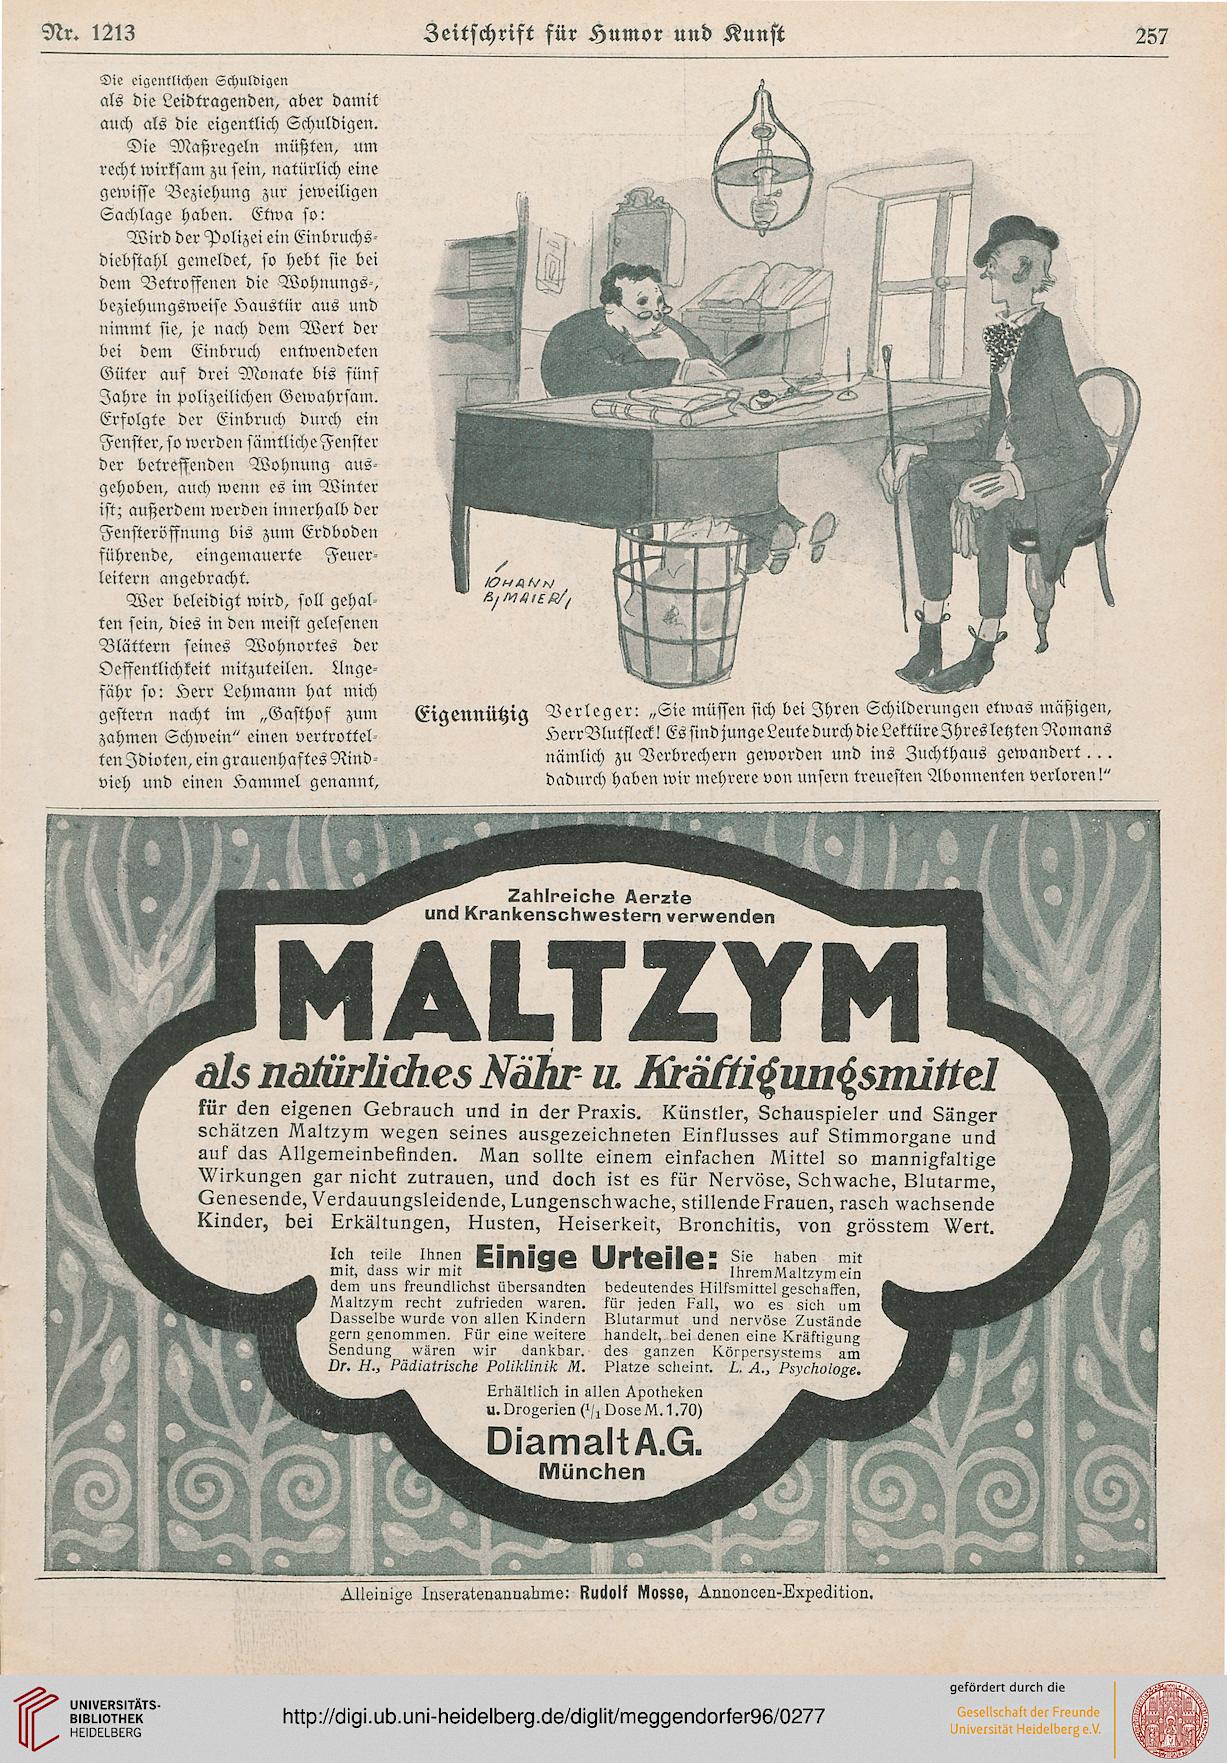 Nr. 1213
Zeitschrift für Humor und Kunst
257
Die eigentlichen Schuldigen
als die Leidtragenden, aber damit
auch als die eigentlich Schuldigen.
Die Maßregeln müßten, um
recht wirksam zu sein, natürlich eine
gewisse Beziehung zur jeweiligen
Sachlage haben. Etwa so:
Wird der Polizei ein Einbruchs-
diebstahl gemeldet, so hebt sie bei
dem Betroffenen die Wohnungs-,
beziehungsweise Haustür aus und
nimmt sie, je nach dem Wert der
bei dem Einbruch entwendeten
Güter auf drei Monate bis fünf
Jahre in polizeilichen Gewahrsam.
Erfolgte der Einbruch durch ein
Fenster, so werden sämtliche Fenster
der betreffenden Wohnung aus-
gehoben, auch wenn es im Winter
ist; außerdem werden innerhalb der
Fensteröffnung bis zum Erdboden
führende, eingemauerte Feuer-
leitern angebracht.
Wer beleidigt wird, soll gehal-
ten sein, dies in den meist gelesenen
Blättern seines Wohnortes der
Oeffentlichkeit mitzuteilen. Unge-
fähr so: Herr Lehmann hat mich
gestern nacht im „Gasthof zum
zahmen Schwein“ einen vertrottel-
ten Idioten, ein grauenhaftes Rind-
vieh und einen Hammel genannt,
JOHANN
B, MAIER,
Eigennützig
Verleger: „Sie müssen sich bei Ihren Schilderungen etwas mäßigen,
Herr Blutfleck! Es sind junge Leute durch die Lektüre Ihres letzten Romans
nämlich zu Verbrechern geworden und ins Zuchthaus gewandert . . .
dadurch haben wir mehrere von unsern treuesten Abonnenten verloren!“
Zahlreiche Aerzte
und Krankenschwestern verwenden
MALTZYM
als natürliches Nähr- u. Kräftigungsmittel
für den eigenen Gebrauch und in der Praxis. Künstler, Schauspieler und Sänger
schätzen Maltzym wegen seines ausgezeichneten Einflusses auf Stimmorgane und
auf das Allgemeinbefinden. Man sollte einem einfachen Mittel so mannigfaltige
Wirkungen gar nicht zutrauen, und doch ist es für Nervöse, Schwache, Blutarme,
Genesende, Verdauungsleidende, Lungenschwache, stillende Frauen, rasch wachsende
Kinder, bei Erkältungen, Husten, Heiserkeit, Bronchitis, von grösstem Wert.
Einige Urteile:
Ich teile Ihnen
mit, dass wir mit
dem uns freundlichst übersandten
Maltzym recht zufrieden waren.
Dasselbe wurde von allen Kindern
gern genommen. Für eine weitere
Sendung wären wir dankbar.
Dr. H., Pädiatrische Poliklinik M.
Sie haben mit
Ihrem Maltzym ein
bedeutendes Hilfsmittel geschaffen,
für jeden Fall, wo es sich um
Blutarmut und nervöse Zustände
handelt, bei denen eine Kräftigung
des ganzen Körpersystems am
Platze scheint. L. A., Psychologe.
Erhältlich in allen Apotheken
u. Drogerien (1/1 Dose M. 1.70)
Diamalt A.G.
München
Alleinige Inseratenannahme: Rudolf Mosse, Annoncen-Expedition.
UNIVERSITÄTS-
BIBLIOTHEK
HEIDELBERG
http://digi.ub.uni-heidelberg.de/diglit/meggendorfer96/0277
gefördert durch die
Gesellschaft der Freunde
Universität Heidelberg e.V.